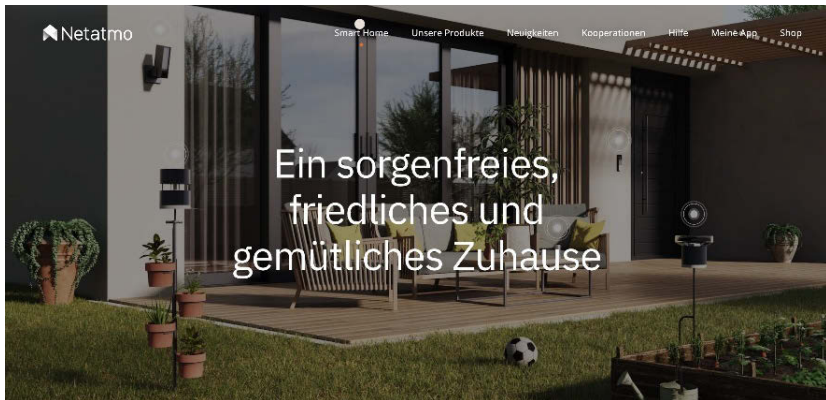 Netatmo
Smart Home Unsere Produkte Neuigkeiten Kooperationen Hilfe Meine App Shop
Ein sorgenfreies,
friedliches und
gemütliches Zuhause